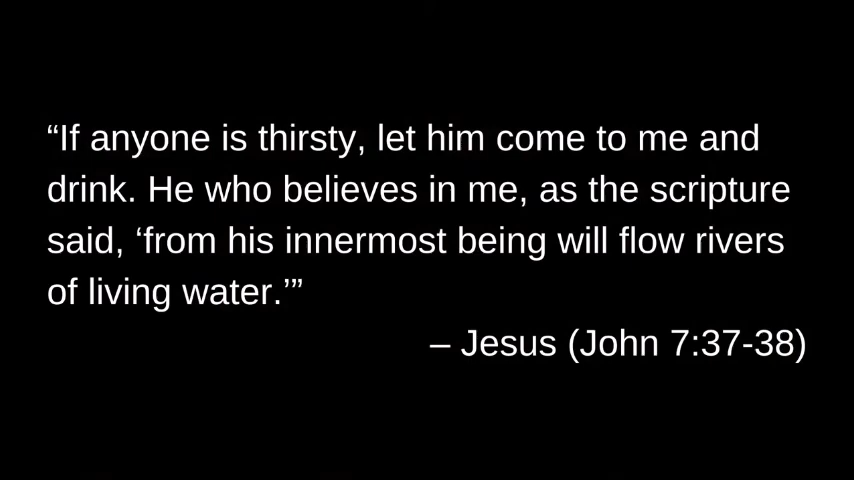 “If anyone is thirsty, let him come to me and
drink. He who believes in me, as the scripture
said, ‘from his innermost being will flow rivers
of living water.’”
– Jesus (John 7:37-38)